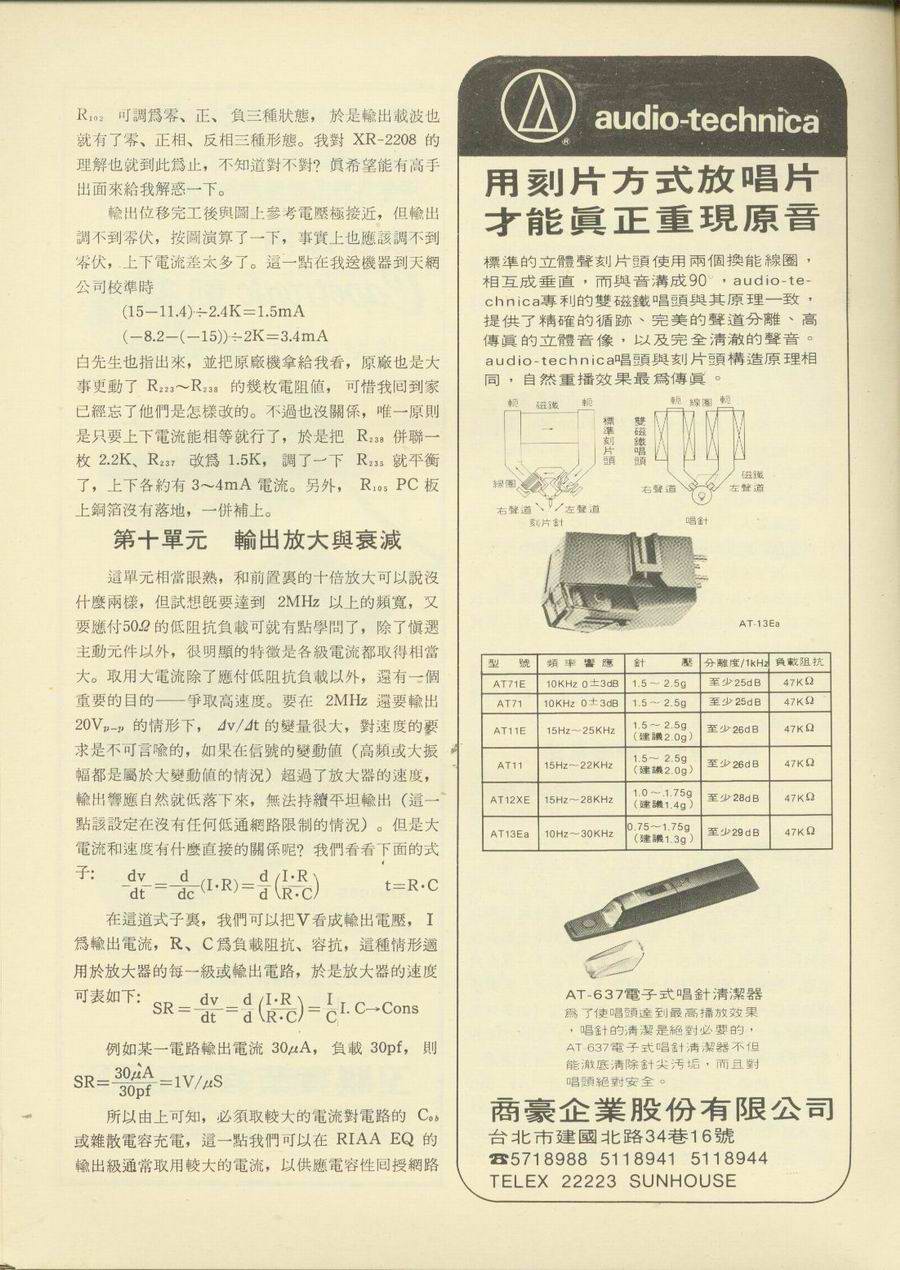 R₁₀₂ 可調爲零、正、負三種狀態，於是輸出載波也
就有了零、正相、反相三種形態。我對 XR-2208 的
理解也就到此爲止，不知道對不對？眞希望能有高手
出面來給我解惑一下。
輸出位移完工後與圖上參考電壓極接近，但輸出
調不到零伏，按圖演算了一下，事實上也應該調不到
零伏，上下電流差太多了。這一點在我送機器到天網
公司校準時
(15−11.4)÷2.4K=1.5mA
(−8.2−(−15))÷2K=3.4mA
白先生也指出來，並把原廠機拿給我看，原廠也是大
事更動了 R₂₂₃～R₂₃₈ 的幾枚電阻値，可惜我回到家
已經忘了他們是怎樣改的。不過也沒關係，唯一原則
是只要上下電流能相等就行了，於是把 R₂₃₈ 併聯一
枚 2.2K、R₂₃₇ 改爲 1.5K，調了一下 R₂₃₅ 就平衡
了，上下各約有 3～4mA 電流。另外，R₁₀₅ PC 板
上銅箔沒有落地，一併補上。
第十單元 輸出放大與衰減
這單元相當眼熟，和前置裏的十倍放大可以說沒
什麼兩樣，但試想旣要達到 2MHz 以上的頻寬，又
要應付50Ω的低阻抗負載可就有點學問了，除了愼選
主動元件以外，很明顯的特徵是各級電流都取得相當
大。取用大電流除了應付低阻抗負載以外，還有一個
重要的目的——爭取高速度。要在 2MHz 還要輸出
20Vₚ₋ₚ 的情形下，Δv/Δt 的變量很大，對速度的要
求是不可言喩的，如果在信號的變動値（高頻或大振
幅都是屬於大變動値的情況）超過了放大器的速度，
輸出響應自然就低落下來，無法持續平坦輸出（這一
點該設定在沒有任何低通網路限制的情況）。但是大
電流和速度有什麼直接的關係呢？我們看看下面的式
子：dv/dt=d/dc(I·R)=d/d(I·R/R·C) t=R·C
在這道式子裏，我們可以把V看成輸出電壓，I
爲輸出電流，R、C爲負載阻抗、容抗，這種情形適
用於放大器的每一級或輸出電路，於是放大器的速度
可表如下：SR=dv/dt=d/d(I·R/R·C)=I/C I. C→Cons
例如某一電路輸出電流 30μA，負載 30pf，則
SR=30μA/30pf=1V/μS
所以由上可知，必須取較大的電流對電路的 Cₒb
或雜散電容充電，這一點我們可以在 RIAA EQ 的
輸出級通常取用較大的電流，以供應電容性回授網路
®
audio-technica
用刻片方式放唱片
才能眞正重現原音
標準的立體聲刻片頭使用兩個換能線圈，
相互成垂直，而與音溝成90°，audio-te-
chnica專利的雙磁鐵唱頭與其原理一致，
提供了精確的循跡、完美的聲道分離、高
傳眞的立體音像，以及完全清澈的聲音。
audio-technica唱頭與刻片頭構造原理相
同，自然重播效果最爲傳眞。
軛 磁鐵 軛
標準刻片頭
線圈
右聲道 左聲道
刻片針
雙磁鐵唱頭
軛 線圈 軛
磁鐵
右聲道 左聲道
唱針
AT-13Ea
型 號 頻率響應 針 壓 分離度/1kHz 負載阻抗
AT71E 10KHz 0±3dB 1.5～2.5g 至少25dB 47KΩ
AT71 10KHz 0±3dB 1.5～2.5g 至少25dB 47KΩ
AT11E 15Hz～25KHz 1.5～2.5g (建議2.0g) 至少26dB 47KΩ
AT11 15Hz～22KHz 1.5～2.5g (建議2.0g) 至少26dB 47KΩ
AT12XE 15Hz～28KHz 1.0～.1.75g (建議1.4g) 至少28dB 47KΩ
AT13Ea 10Hz～30KHz 0.75～1.75g (建議1.3g) 至少29dB 47KΩ
AT-637電子式唱針清潔器
爲了使唱頭達到最高播放效果
，唱針的清潔是絕對必要的，
AT-637電子式唱針清潔器不但
能澈底清除針尖汚垢，而且對
唱頭絕對安全。
商豪企業股份有限公司
台北市建國北路34巷16號
☎5718988 5118941 5118944
TELEX 22223 SUNHOUSE